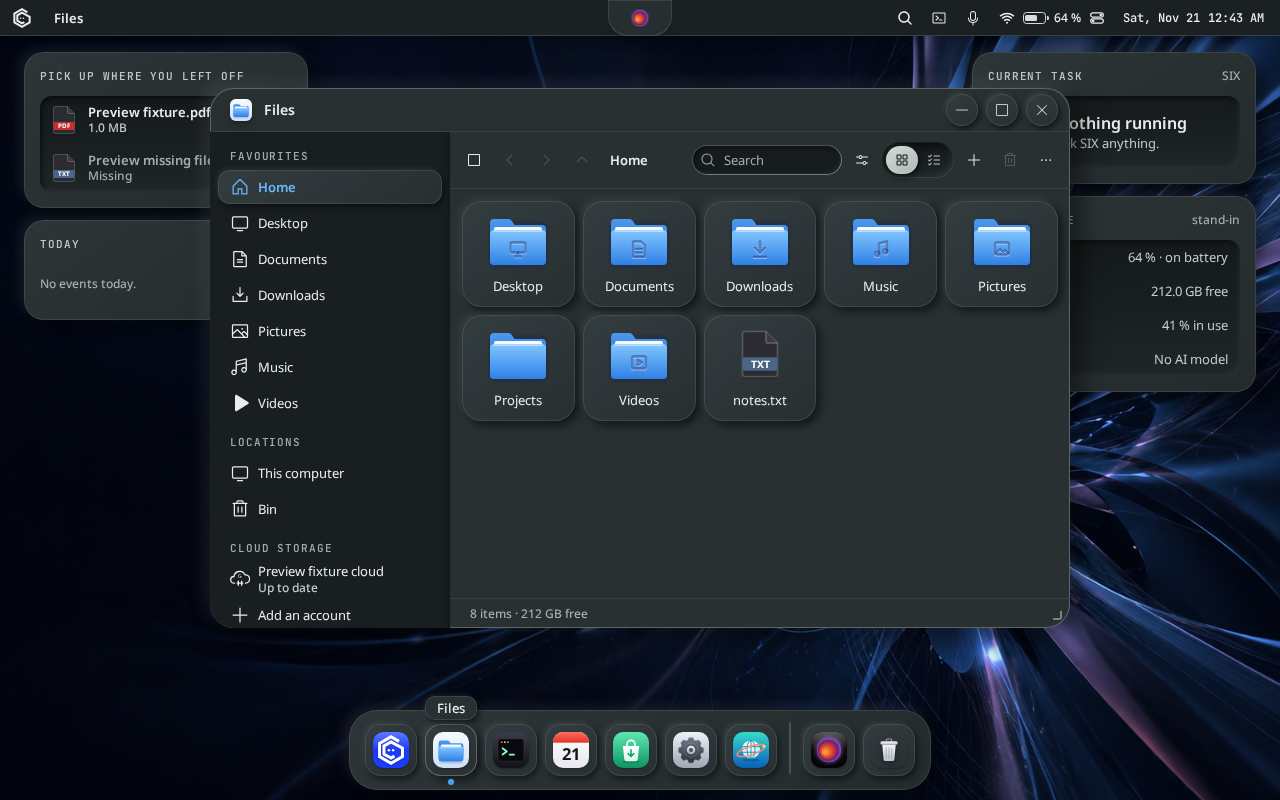 Files
64 %
Sat, Nov 21 12:43 AM
PICK UP WHERE YOU LEFT OFF
PDF
Preview fixture.pdf
1.0 MB
TXT
Preview missing file
Missing
TODAY
No events today.
CURRENT TASK
SIX
othing running
k SIX anything.
stand-in
64 % · on battery
212.0 GB free
41 % in use
No AI model
Files
FAVOURITES
Home
Desktop
Documents
Downloads
Pictures
Music
Videos
LOCATIONS
This computer
Bin
CLOUD STORAGE
Preview fixture cloud
Up to date
Add an account
Home
Search
Desktop
Documents
Downloads
Music
Pictures
Projects
Videos
TXT
notes.txt
8 items · 212 GB free
Files
21